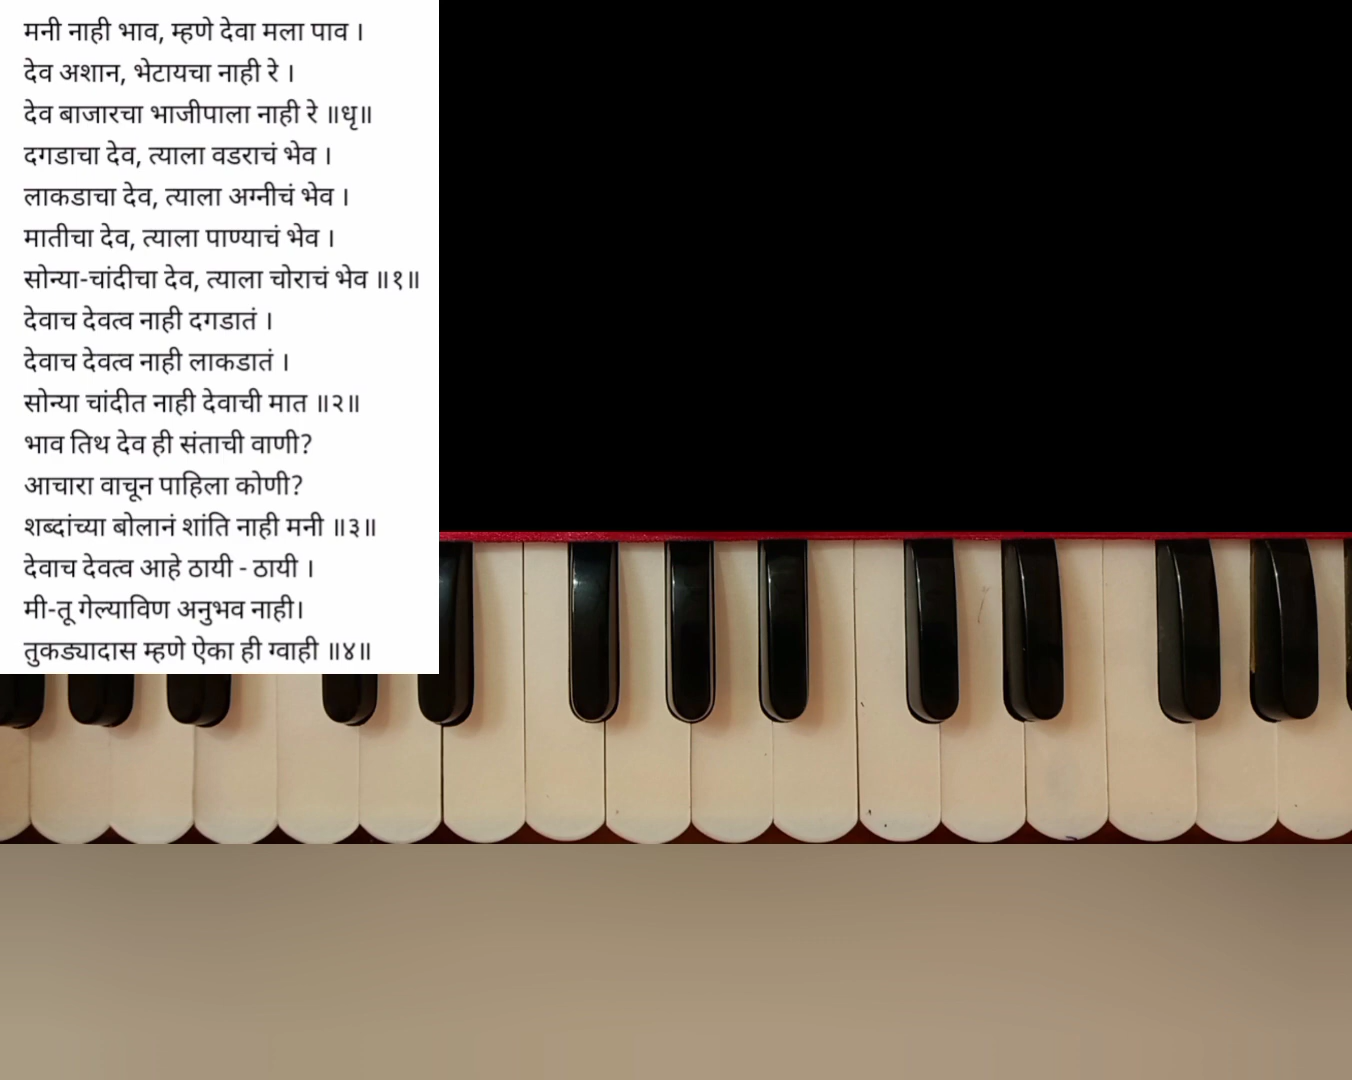 मनी नाही भाव, म्हणे देवा मला पाव ।
देव अशान, भेटायचा नाही रे ।
देव बाजारचा भाजीपाला नाही रे ॥धृ॥
दगडाचा देव, त्याला वडराचं भेव ।
लाकडाचा देव, त्याला अग्नीचं भेव ।
मातीचा देव, त्याला पाण्याचं भेव ।
सोन्या-चांदीचा देव, त्याला चोराचं भेव ॥१॥
देवाच देवत्व नाही दगडातं ।
देवाच देवत्व नाही लाकडातं ।
सोन्या चांदीत नाही देवाची मात ॥२॥
भाव तिथ देव ही संताची वाणी?
आचारा वाचून पाहिला कोणी?
शब्दांच्या बोलानं शांति नाही मनी ॥३॥
देवाच देवत्व आहे ठायी - ठायी ।
मी-तू गेल्याविण अनुभव नाही।
तुकड्यादास म्हणे ऐका ही ग्वाही ॥४॥